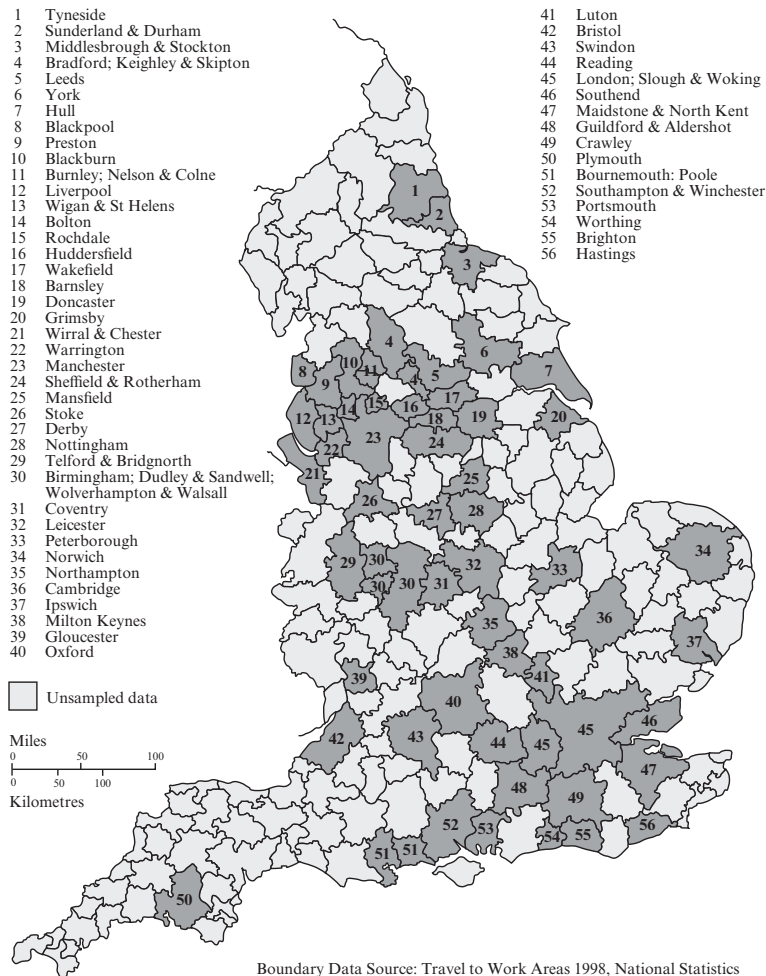 1 Tyneside
2 Sunderland & Durham
3 Middlesbrough & Stockton
4 Bradford; Keighley & Skipton
5 Leeds
6 York
7 Hull
8 Blackpool
9 Preston
10 Blackburn
11 Burnley; Nelson & Colne
12 Liverpool
13 Wigan & St Helens
14 Bolton
15 Rochdale
16 Huddersfield
17 Wakefield
18 Barnsley
19 Doncaster
20 Grimsby
21 Wirral & Chester
22 Warrington
23 Manchester
24 Sheffield & Rotherham
25 Mansfield
26 Stoke
27 Derby
28 Nottingham
29 Telford & Bridgnorth
30 Birmingham; Dudley & Sandwell;
Wolverhampton & Walsall
31 Coventry
32 Leicester
33 Peterborough
34 Norwich
35 Northampton
36 Cambridge
37 Ipswich
38 Milton Keynes
39 Gloucester
40 Oxford
41 Luton
42 Bristol
43 Swindon
44 Reading
45 London; Slough & Woking
46 Southend
47 Maidstone & North Kent
48 Guildford & Aldershot
49 Crawley
50 Plymouth
51 Bournemouth: Poole
52 Southampton & Winchester
53 Portsmouth
54 Worthing
55 Brighton
56 Hastings
Unsampled data
Miles
0 50 100
0 50 100
Kilometres
1
2
3
4
6
10
11
8
9
4
5
7
17
15
16
14
12
13
18
19
20
23
22
24
21
25
26
27
28
34
29
30
32
33
30
30
31
36
35
37
38
39
41
40
46
45
42
43
44
45
47
48
49
52
53
56
54
55
51
51
50
Boundary Data Source: Travel to Work Areas 1998, National Statistics